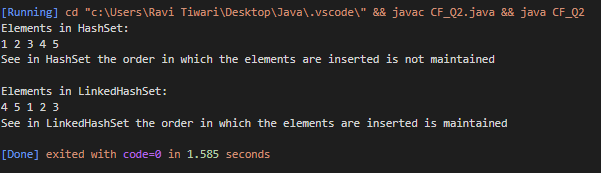 [Running] cd "c:\Users\Ravi Tiwari\Desktop\Java\.vscode\" && javac CF_Q2.java && java CF_Q2
Elements in HashSet:
1 2 3 4 5
See in HashSet the order in which the elements are inserted is not maintained
Elements in LinkedHashSet:
4 5 1 2 3
See in LinkedHashSet the order in which the elements are inserted is maintained
[Done] exited with code=0 in 1.585 seconds